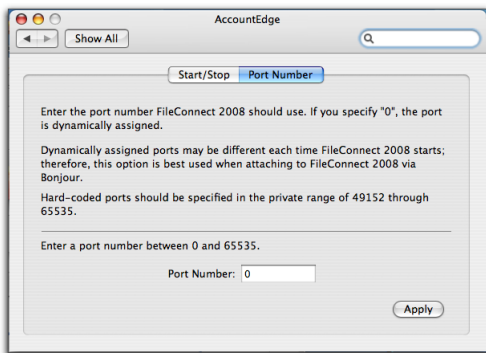 AccountEdge
Show All
Start/Stop Port Number
Enter the port number FileConnect 2008 should use. If you specify "0", the port
is dynamically assigned.
Dynamically assigned ports may be different each time FileConnect 2008 starts;
therefore, this option is best used when attaching to FileConnect 2008 via
Bonjour.
Hard-coded ports should be specified in the private range of 49152 through
65535.
Enter a port number between 0 and 65535.
Port Number: 0
Apply